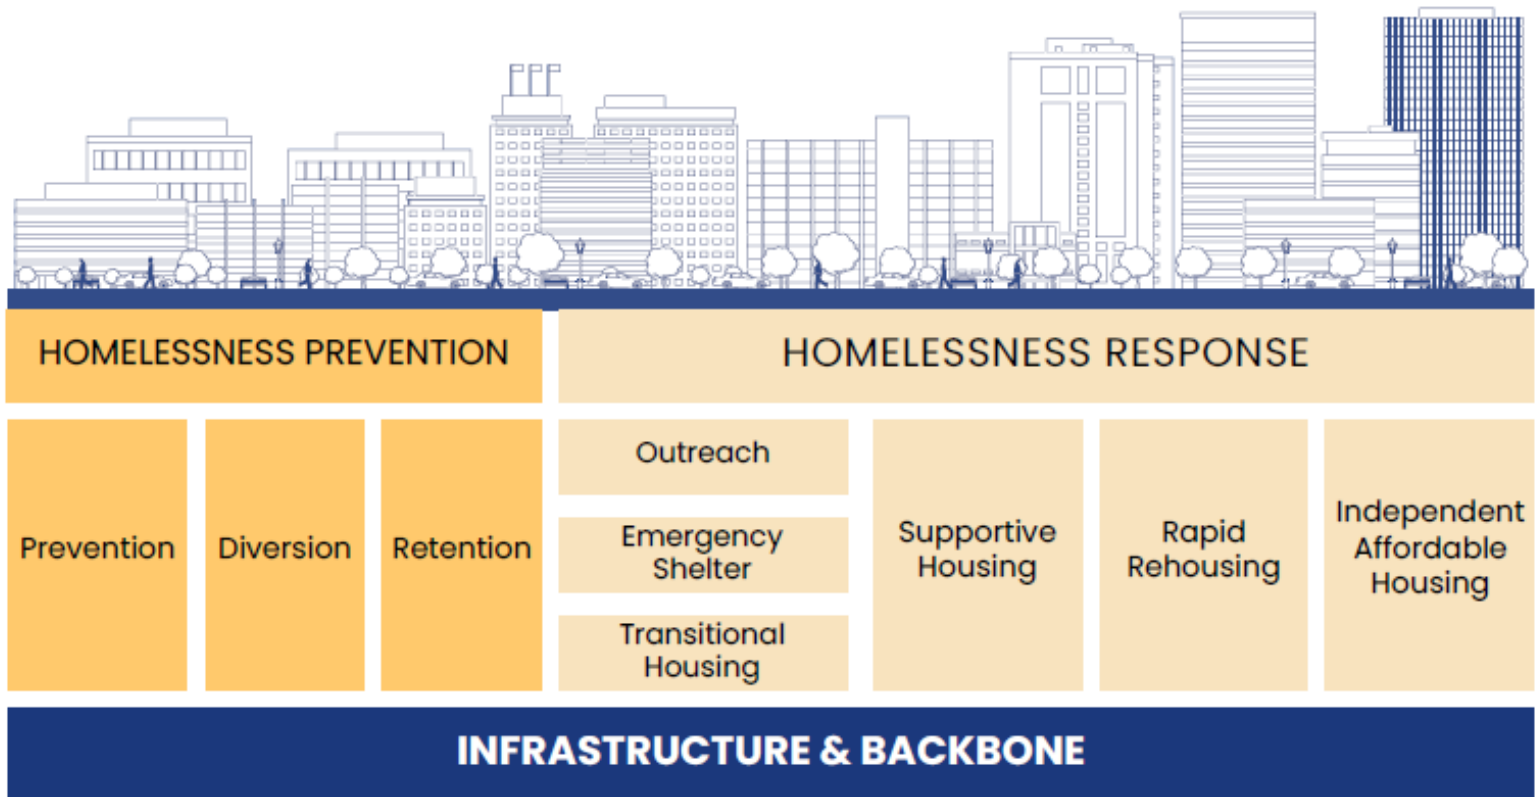 HOMELESSNESS PREVENTION
HOMELESSNESS RESPONSE
Prevention
Diversion
Retention
Outreach
Emergency
Shelter
Transitional
Housing
Supportive
Housing
Rapid
Rehousing
Independent
Affordable
Housing
INFRASTRUCTURE & BACKBONE